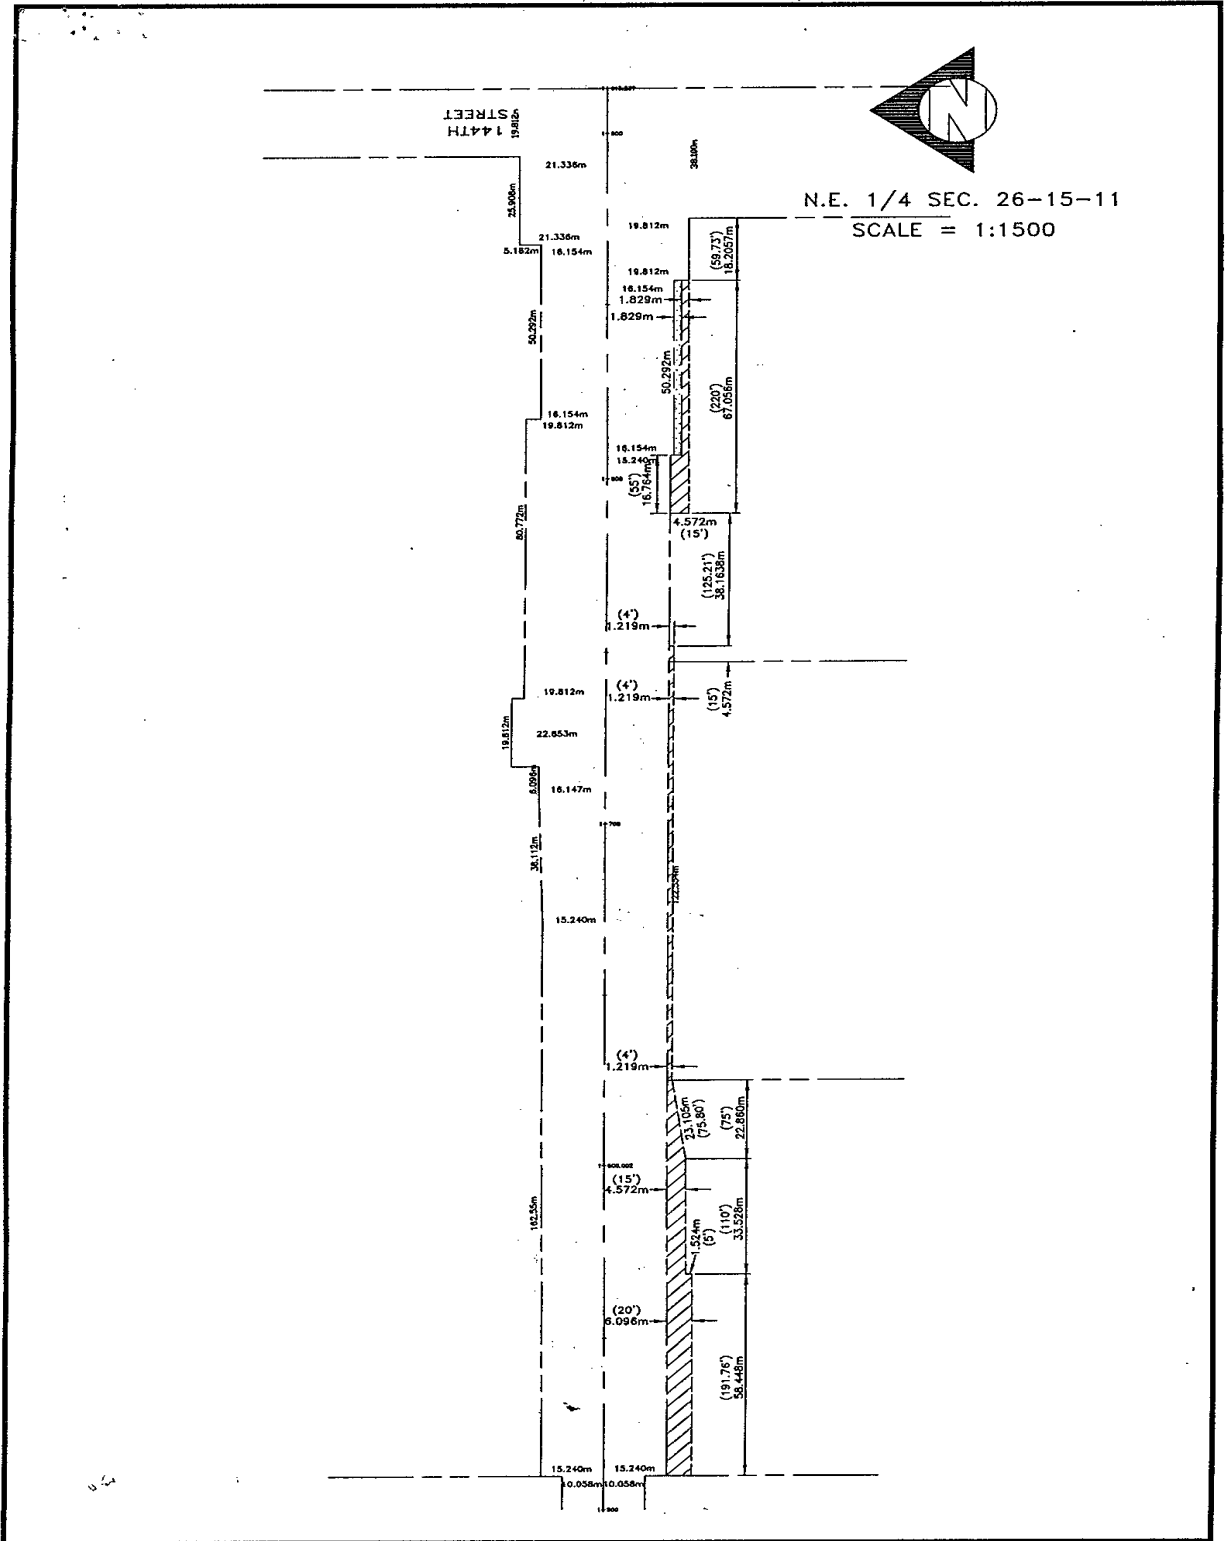 144TH
STREET
19.812
21.336m
38.100m
N
N.E. 1/4 SEC. 26-15-11
SCALE = 1:1500
25.908m
21.336m
5.182m 16.154m
19.812m
(59.73')
18.2057m
19.812m
16.154m
1.829m
1.829m
50.292m
50.292m
(220')
67.056m
16.154m
19.812m
16.154m
15.240m
(55')
16.764m
4.572m
(15')
80.772m
(125.21')
38.1638m
(4')
1.219m
(4')
1.219m
(15')
4.572m
19.812m
19.812m
22.853m
6.096m
16.147m
38.112m
15.240m
(4')
1.219m
23.105m
(75.80')
(75')
22.860m
(15')
4.572m
162.55m
1.524m
(5')
(110')
33.528m
(20')
6.096m
(191.76')
58.448m
15.240m 15.240m
10.058m 10.058m